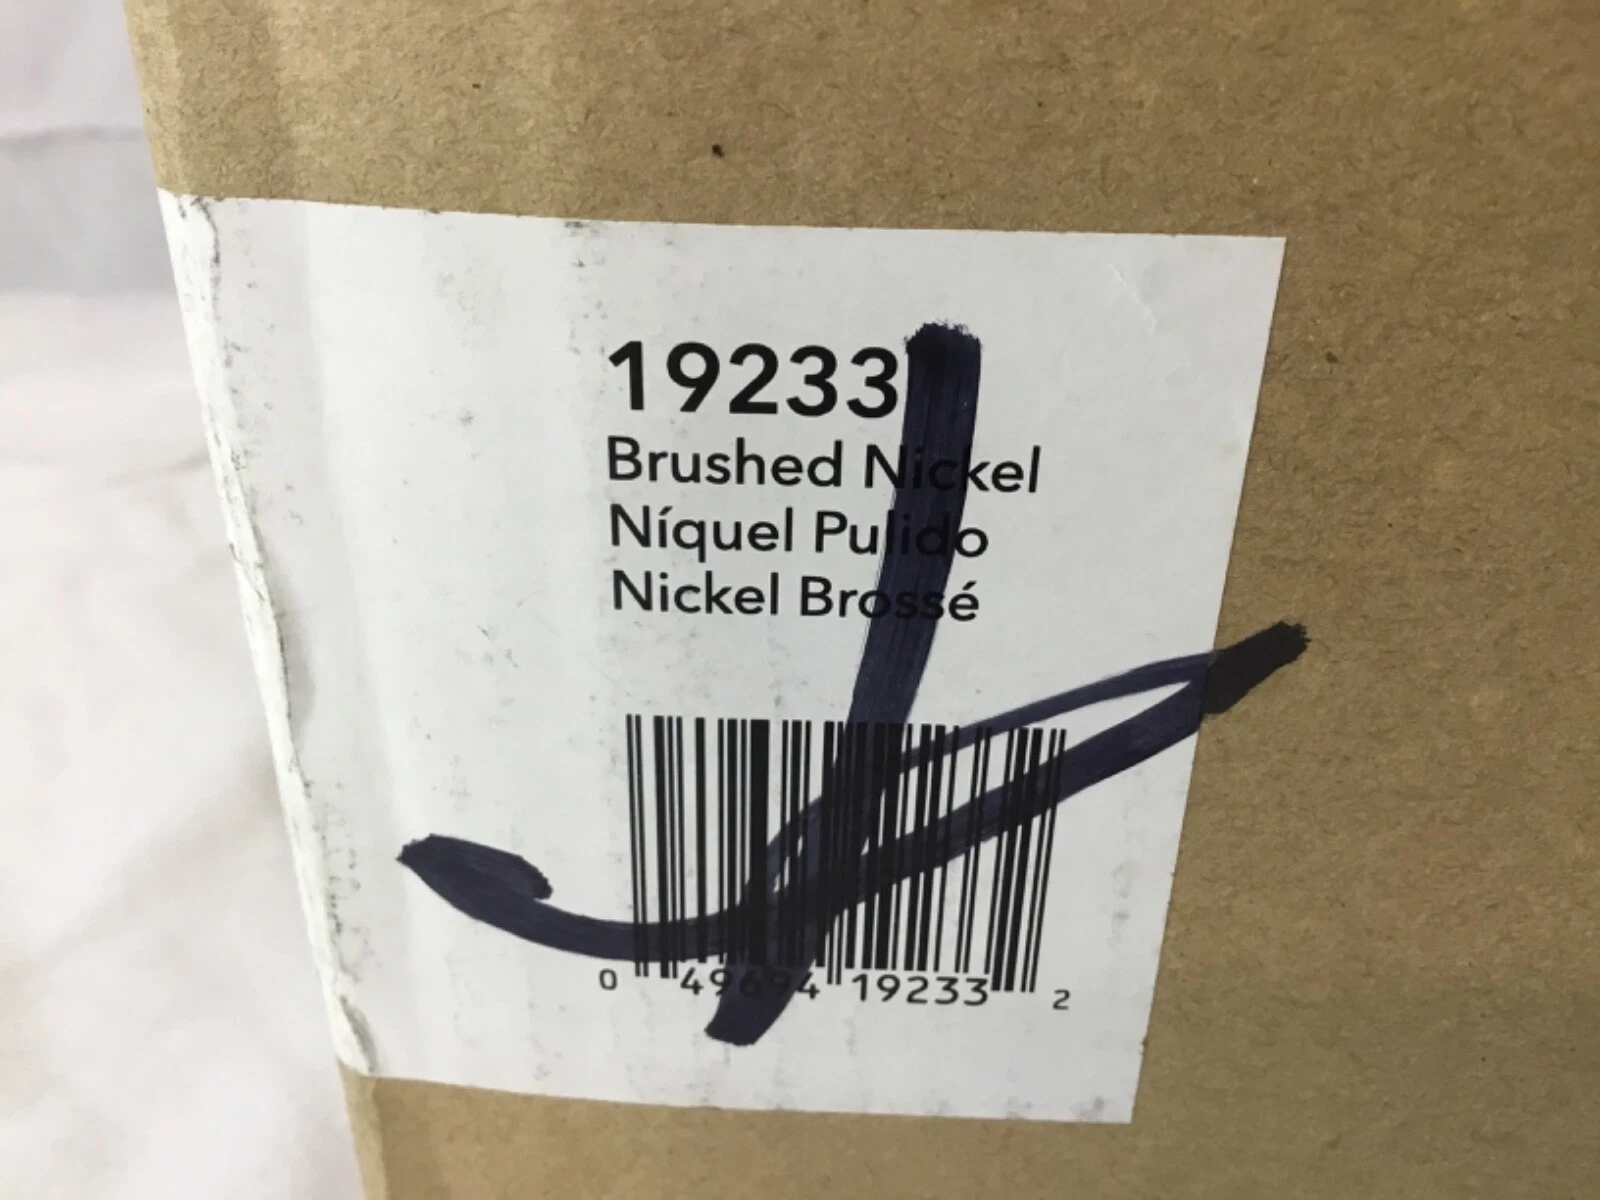 19233
Brushed Nickel
Níquel Pulido
Nickel Brossé
0 49694 19233 2